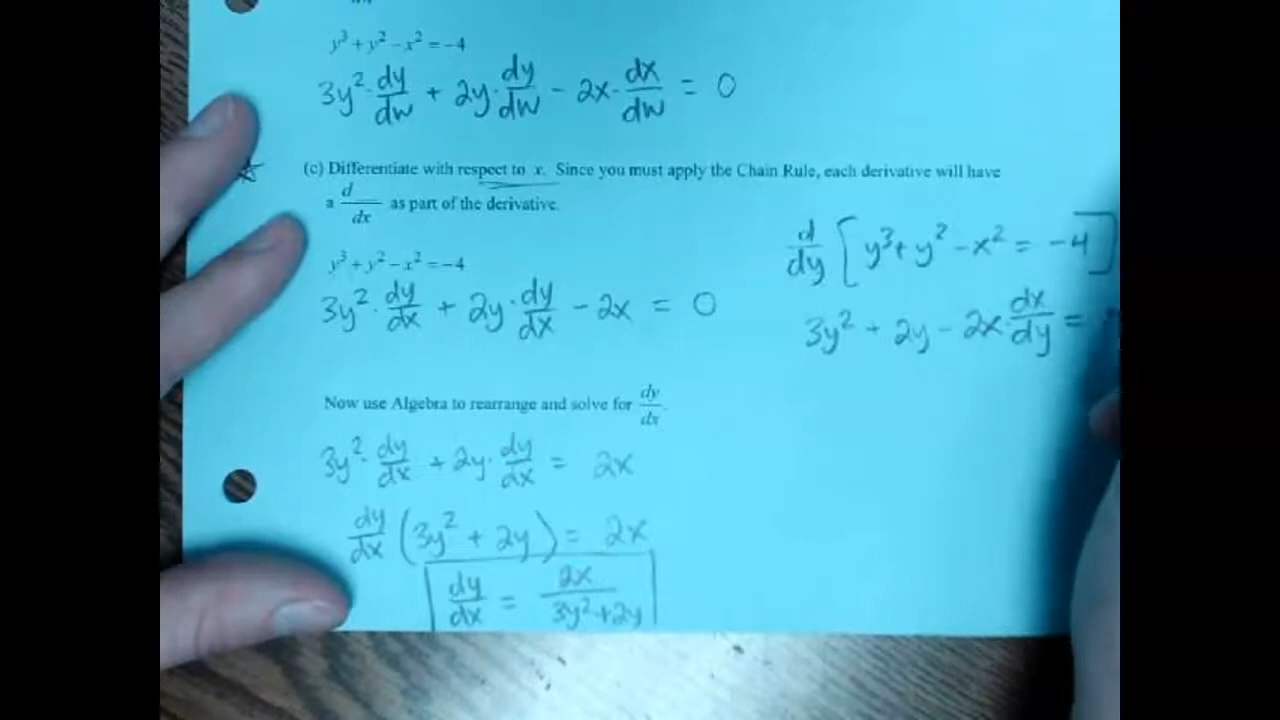 y³ + y² − x² = −4
3y² · dy/dw + 2y · dy/dw − 2x · dx/dw = 0
(c) Differentiate with respect to x. Since you must apply the Chain Rule, each derivative will have
a d/dx as part of the derivative.
y³ + y² − x² = −4
3y² · dy/dx + 2y · dy/dx − 2x = 0
d/dy [y³ + y² − x² = −4]
3y² + 2y − 2x · dx/dy =
Now use Algebra to rearrange and solve for dy/dx.
3y² · dy/dx + 2y · dy/dx = 2x
dy/dx (3y² + 2y) = 2x
dy/dx = 2x/3y²+2y